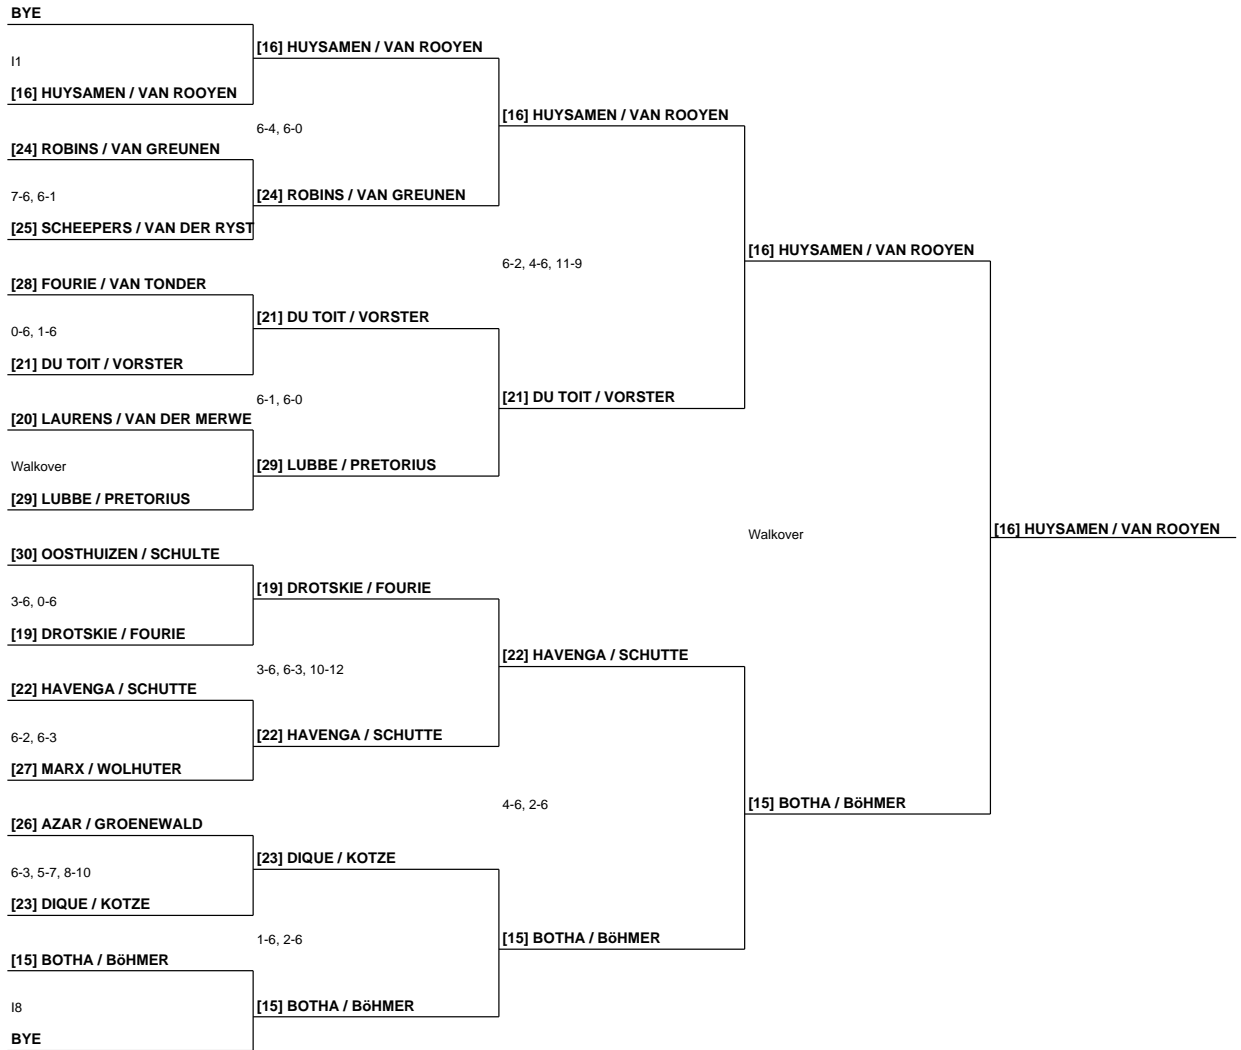 BYE
I1
[16] HUYSAMEN / VAN ROOYEN
[24] ROBINS / VAN GREUNEN
7-6, 6-1
[25] SCHEEPERS / VAN DER RYST
[28] FOURIE / VAN TONDER
0-6, 1-6
[21] DU TOIT / VORSTER
[20] LAURENS / VAN DER MERWE
Walkover
[29] LUBBE / PRETORIUS
[30] OOSTHUIZEN / SCHULTE
3-6, 0-6
[19] DROTSKIE / FOURIE
[22] HAVENGA / SCHUTTE
6-2, 6-3
[27] MARX / WOLHUTER
[26] AZAR / GROENEWALD
6-3, 5-7, 8-10
[23] DIQUE / KOTZE
[15] BOTHA / BöHMER
I8
BYE
[16] HUYSAMEN / VAN ROOYEN
6-4, 6-0
[24] ROBINS / VAN GREUNEN
[21] DU TOIT / VORSTER
6-1, 6-0
[29] LUBBE / PRETORIUS
[19] DROTSKIE / FOURIE
3-6, 6-3, 10-12
[22] HAVENGA / SCHUTTE
[23] DIQUE / KOTZE
1-6, 2-6
[15] BOTHA / BöHMER
[16] HUYSAMEN / VAN ROOYEN
6-2, 4-6, 11-9
[21] DU TOIT / VORSTER
[22] HAVENGA / SCHUTTE
4-6, 2-6
[15] BOTHA / BöHMER
[16] HUYSAMEN / VAN ROOYEN
Walkover
[15] BOTHA / BöHMER
[16] HUYSAMEN / VAN ROOYEN